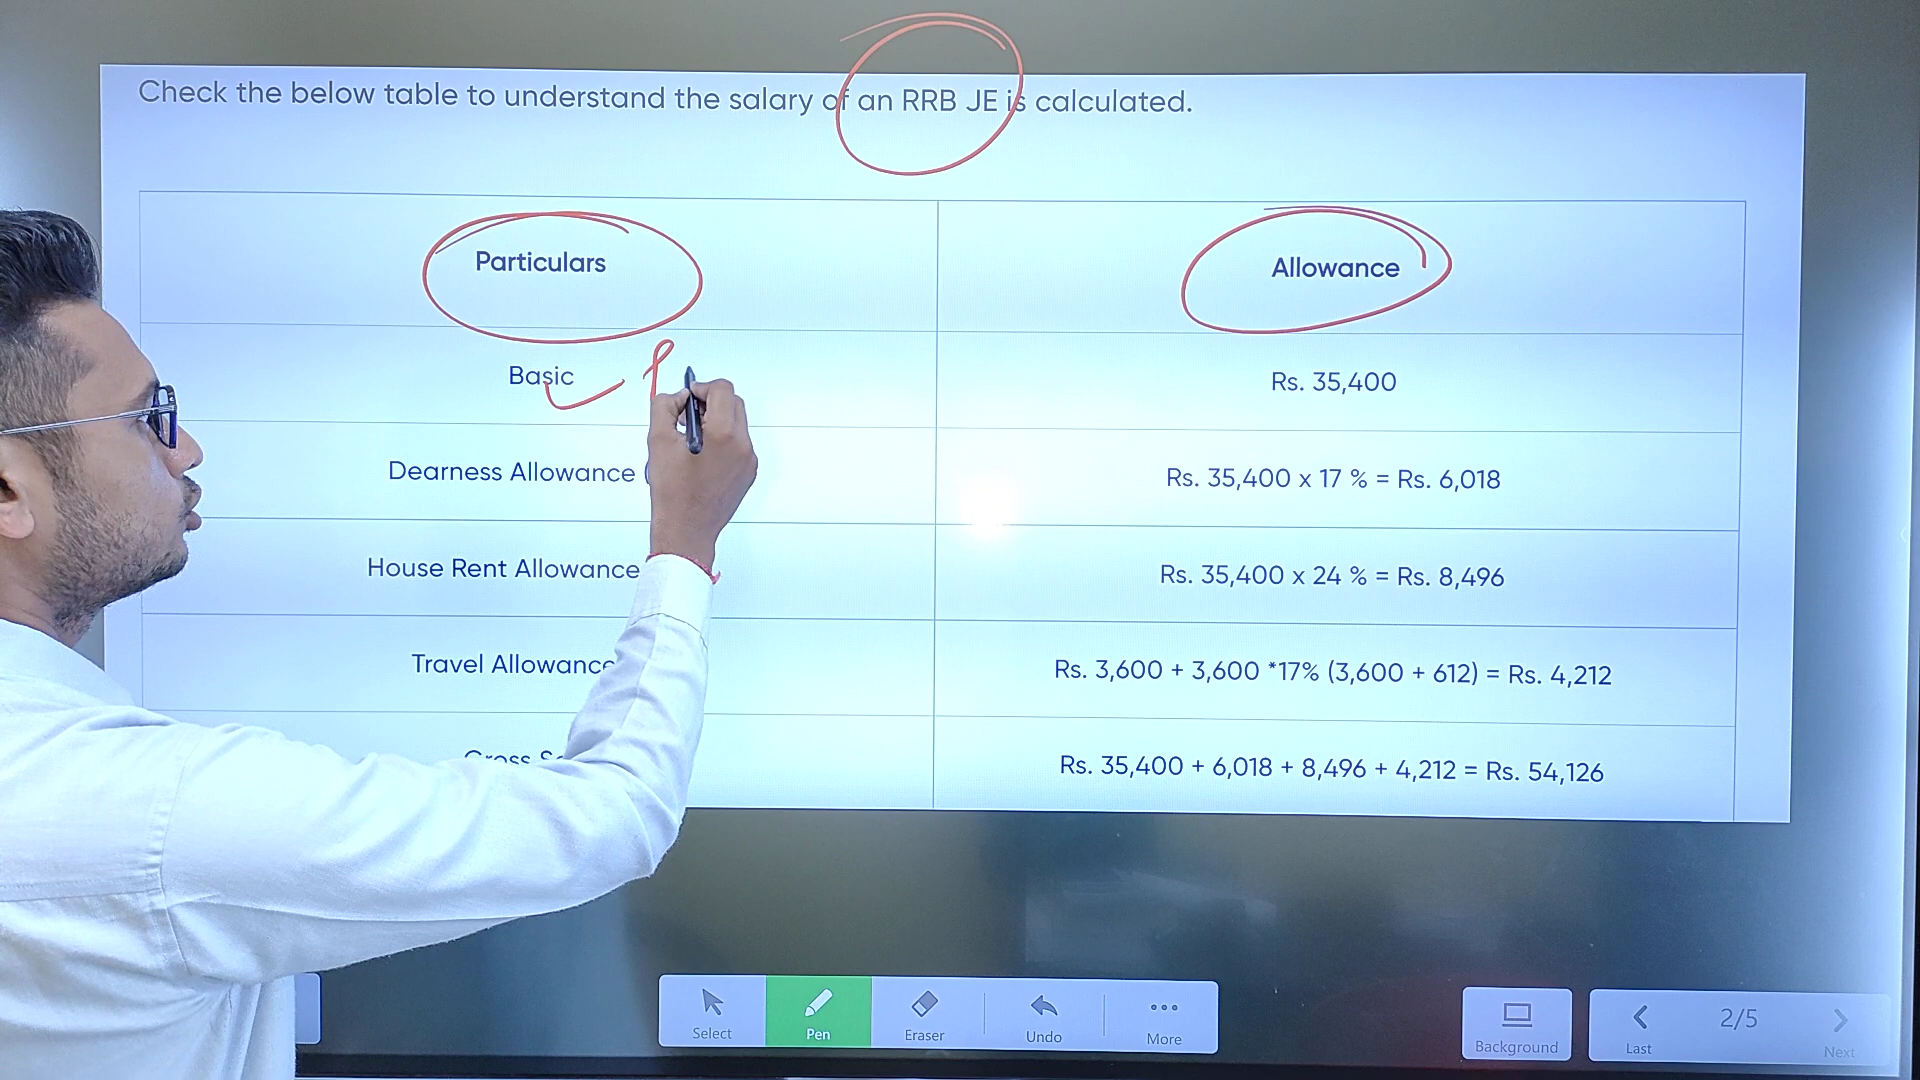 Check the below table to understand the salary of an RRB JE is calculated.
Particulars Allowance
Basic Rs. 35,400
Dearness Allowance Rs. 35,400 x 17 % = Rs. 6,018
House Rent Allowance Rs. 35,400 x 24 % = Rs. 8,496
Travel Allowance Rs. 3,600 + 3,600 *17% (3,600 + 612) = Rs. 4,212
Gross Rs. 35,400 + 6,018 + 8,496 + 4,212 = Rs. 54,126
Select Pen Eraser Undo More Background Last 2/5 Next